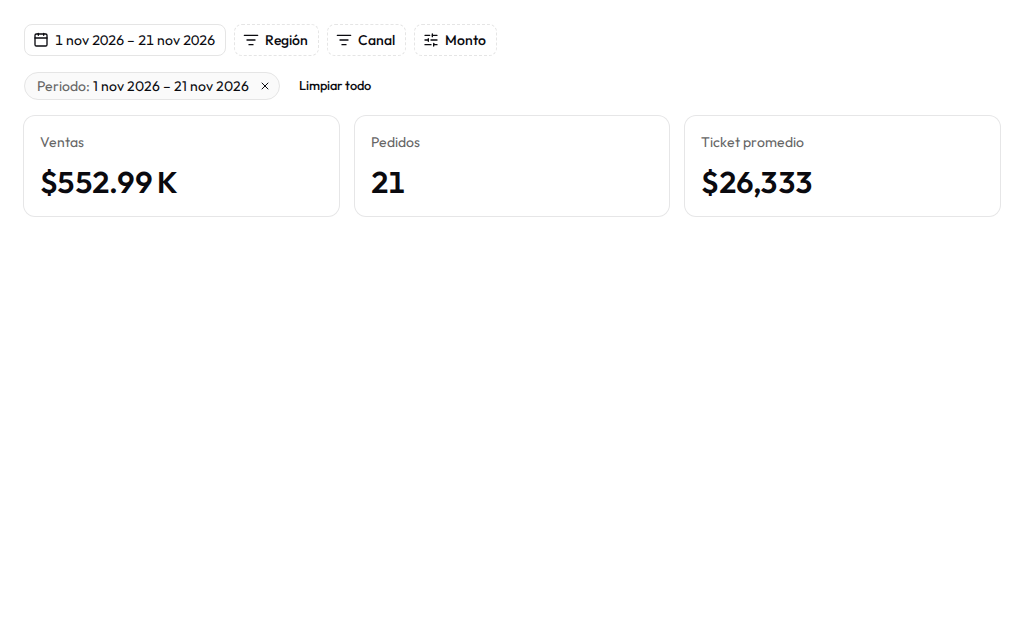 1 nov 2026 – 21 nov 2026 Región Canal Monto
Periodo: 1 nov 2026 – 21 nov 2026 Limpiar todo
Ventas
$552.99 K
Pedidos
21
Ticket promedio
$26,333